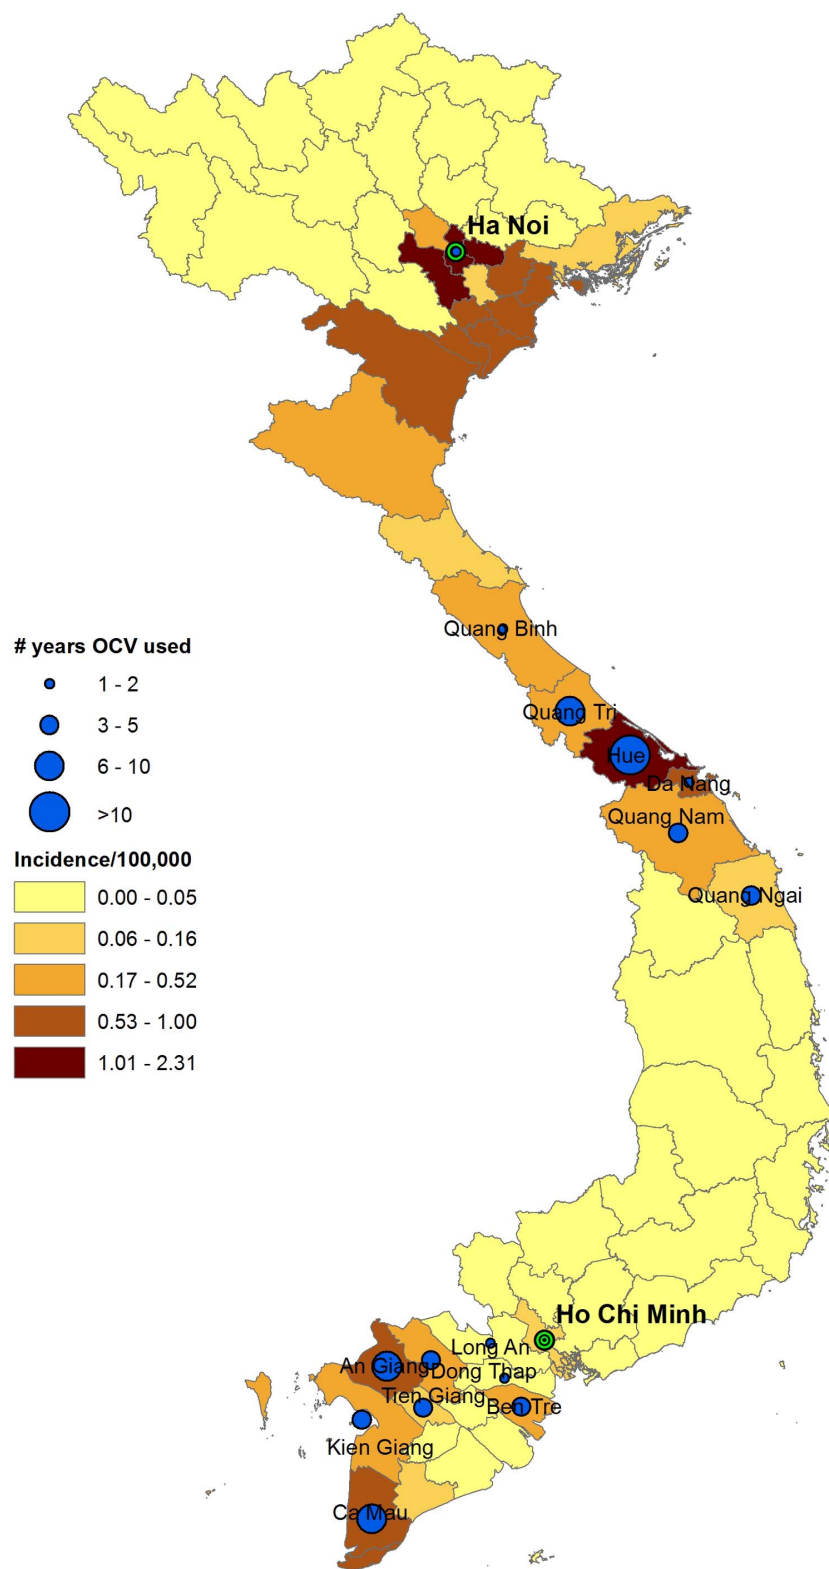 Ha Noi
Quang Binh
# years OCV used
1 - 2
3 - 5
6 - 10
>10
Quang Tri
Hue
Da Nang
Quang Nam
Incidence/100,000
0.00 - 0.05
0.06 - 0.16
0.17 - 0.52
0.53 - 1.00
1.01 - 2.31
Quang Ngai
Ho Chi Minh
Long An
An Giang
Dong Thap
Tien Giang
Ben Tre
Kien Giang
Ca Mau